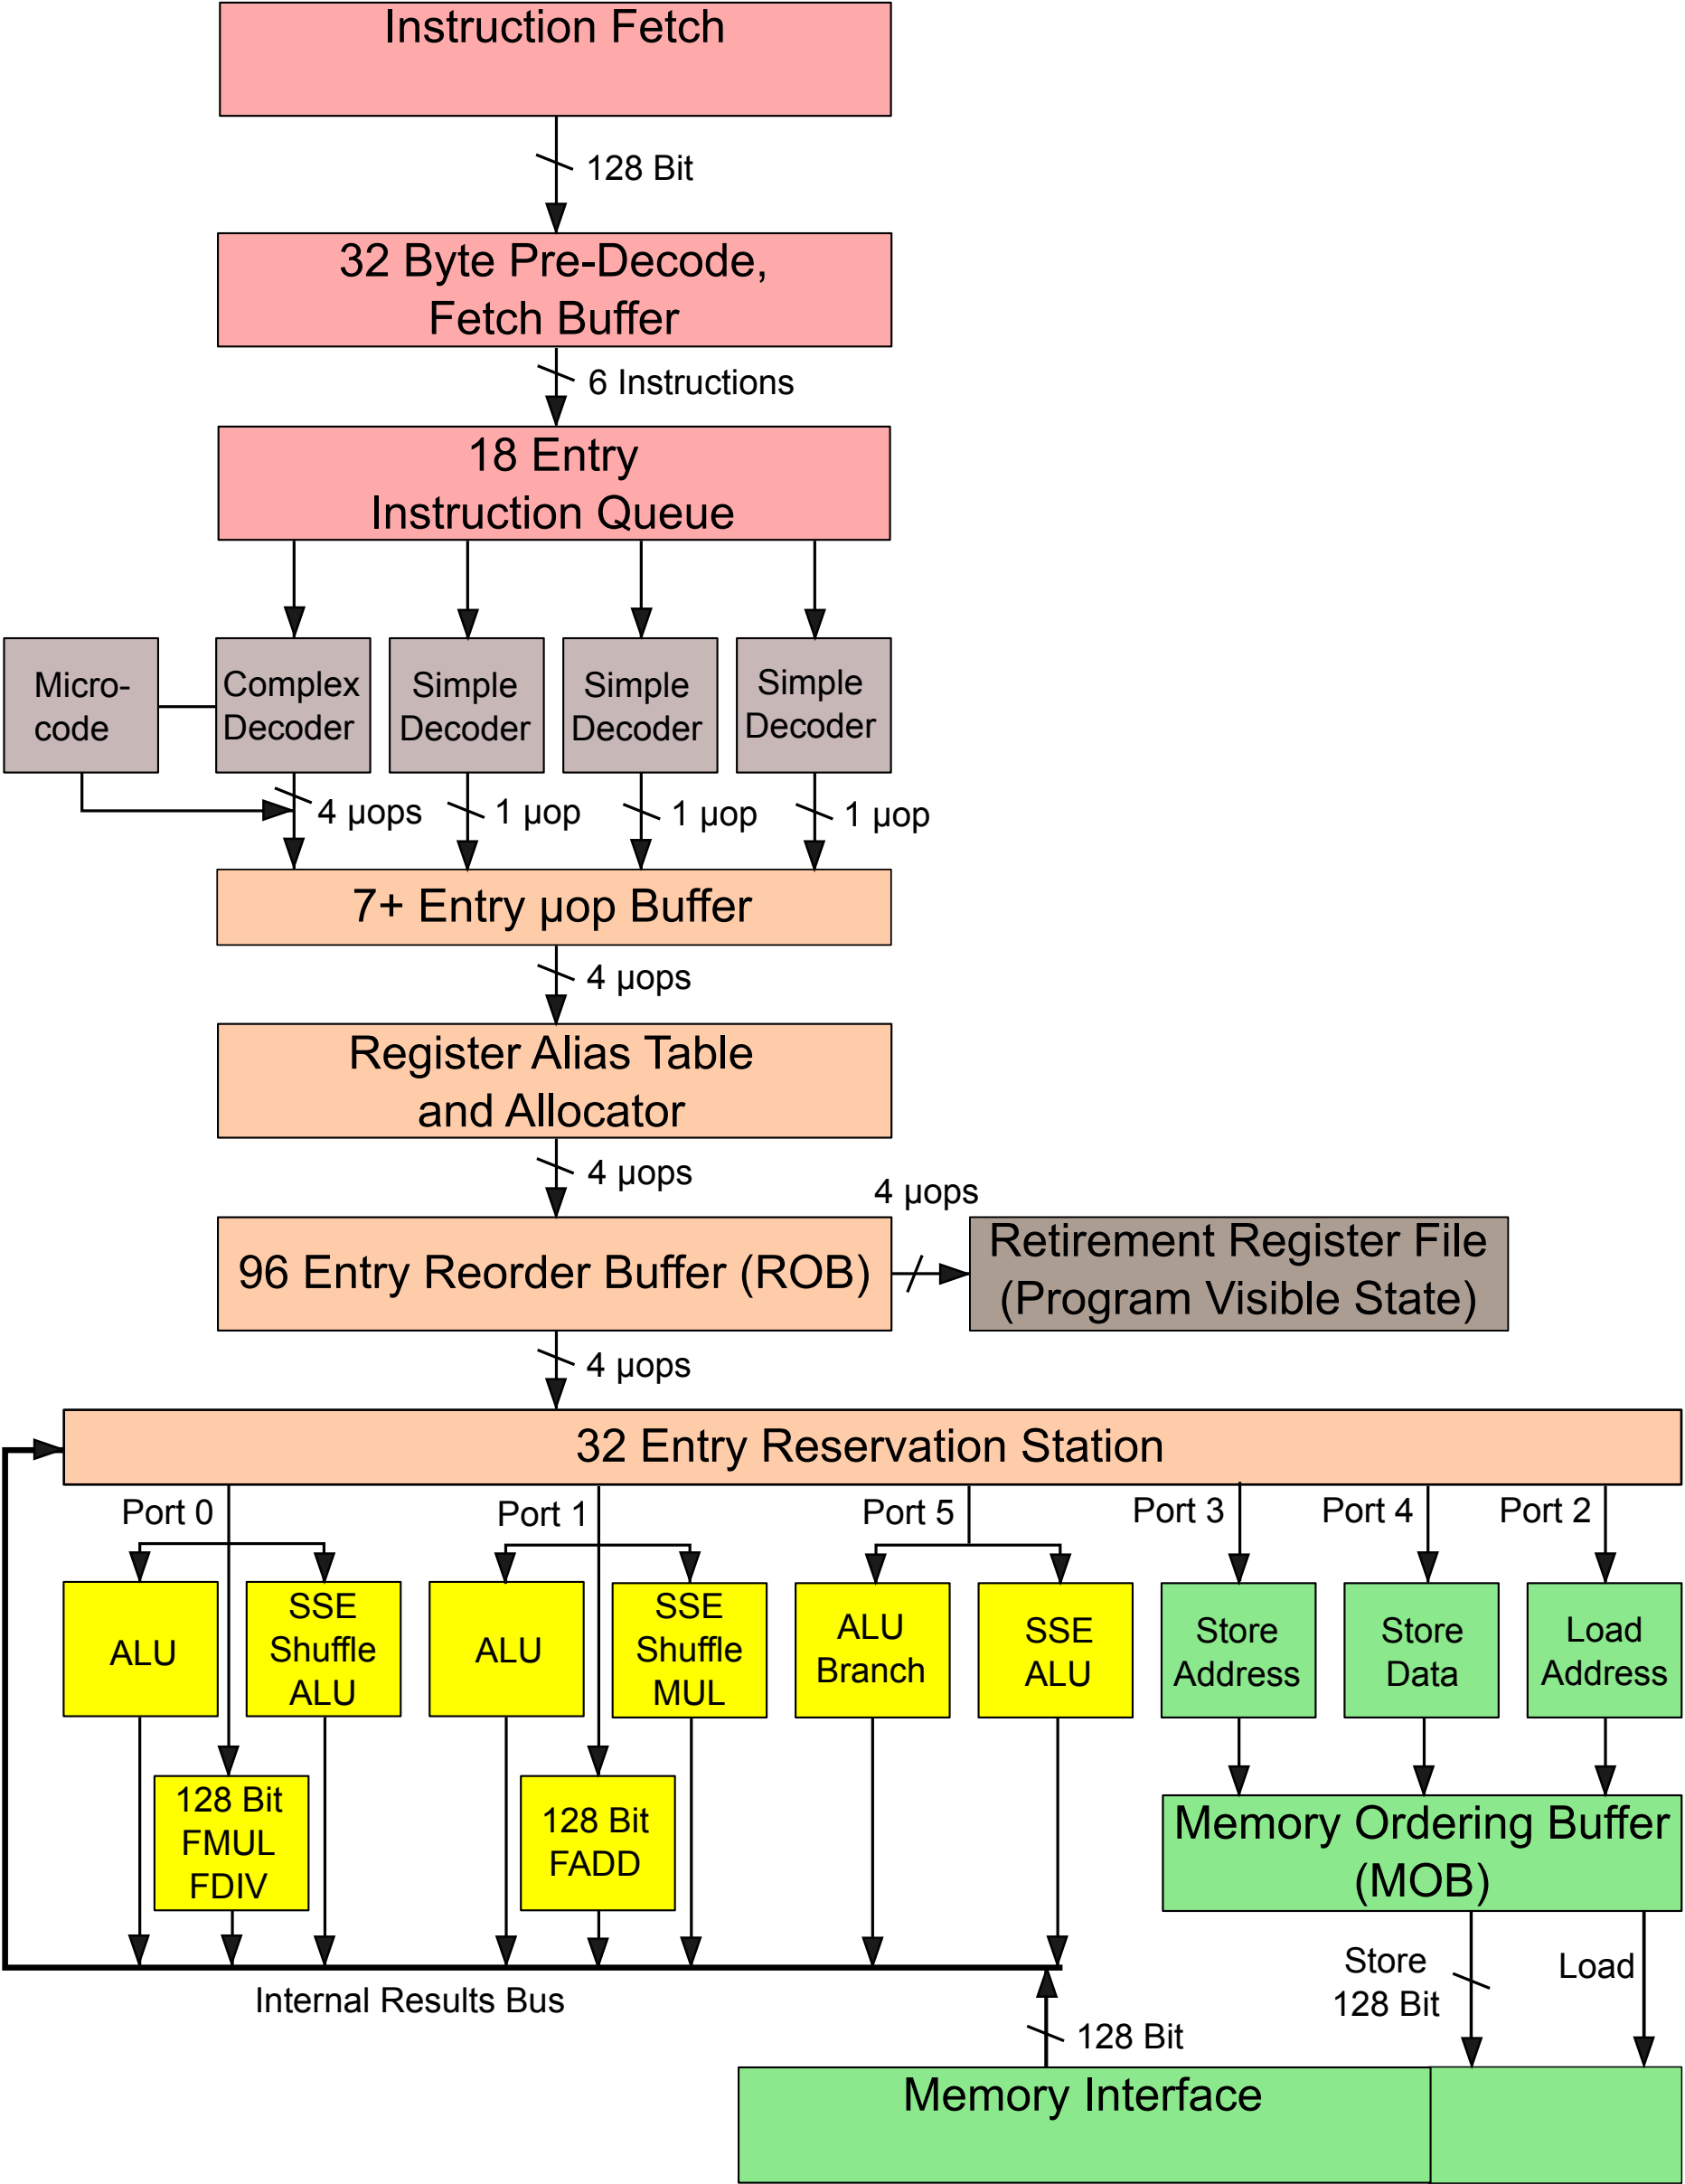 Instruction Fetch
128 Bit
32 Byte Pre-Decode,
Fetch Buffer
6 Instructions
18 Entry
Instruction Queue
Micro-
code
Complex
Decoder
Simple
Decoder
Simple
Decoder
Simple
Decoder
4 µops
1 µop
1 µop
1 µop
7+ Entry µop Buffer
4 µops
Register Alias Table
and Allocator
4 µops
4 µops
96 Entry Reorder Buffer (ROB)
Retirement Register File
(Program Visible State)
4 µops
32 Entry Reservation Station
Port 0
Port 1
Port 5
Port 3
Port 4
Port 2
ALU
SSE
Shuffle
ALU
ALU
SSE
Shuffle
MUL
ALU
Branch
SSE
ALU
Store
Address
Store
Data
Load
Address
128 Bit
FMUL
FDIV
128 Bit
FADD
Memory Ordering Buffer
(MOB)
Internal Results Bus
Store
128 Bit
Load
128 Bit
Memory Interface